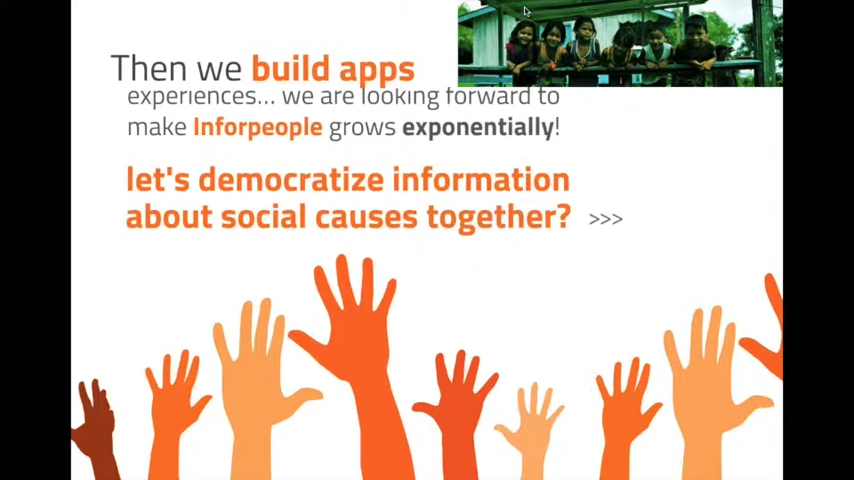 Then we build apps
experiences... we are looking forward to
make Inforpeople grows exponentially!
let's democratize information
about social causes together? >>>